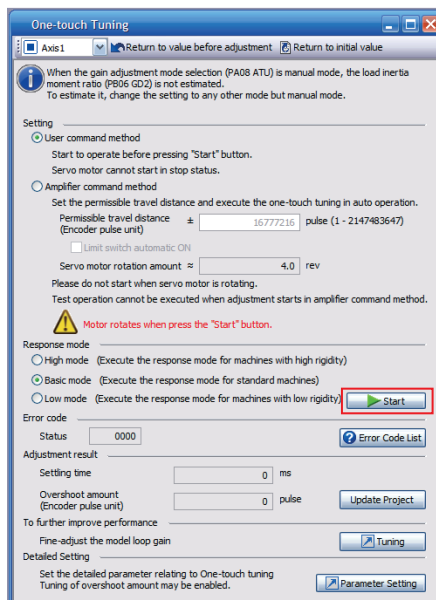 One-touch Tuning
Axis1 Return to value before adjustment Return to initial value
When the gain adjustment mode selection (PA08 ATU) is manual mode, the load inertia
moment ratio (PB06 GD2) is not estimated.
To estimate it, change the setting to any other mode but manual mode.
Setting
User command method
Start to operate before pressing "Start" button.
Servo motor cannot start in stop status.
Amplifier command method
Set the permissible travel distance and execute the one-touch tuning in auto operation.
Permissible travel distance ± 16777216 pulse (1 - 2147483647)
(Encoder pulse unit)
Limit switch automatic ON
Servo motor rotation amount ≈ 4.0 rev
Please do not start when servo motor is rotating.
Test operation cannot be executed when adjustment starts in amplifier command method.
Motor rotates when press the "Start" button.
Response mode
High mode (Execute the response mode for machines with high rigidity)
Basic mode (Execute the response mode for standard machines)
Low mode (Execute the response mode for machines with low rigidity) Start
Error code
Status 0000 Error Code List
Adjustment result
Settling time 0 ms
Overshoot amount 0 pulse Update Project
(Encoder pulse unit)
To further improve performance
Fine-adjust the model loop gain Tuning
Detailed Setting
Set the detailed parameter relating to One-touch tuning
Tuning of overshoot amount may be enabled. Parameter Setting